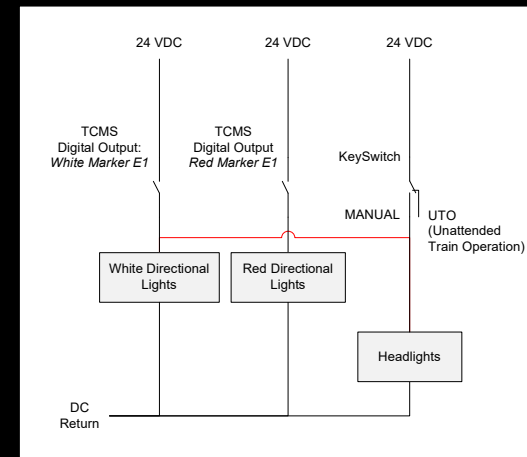 24 VDC
24 VDC
24 VDC
TCMS
Digital Output:
White Marker E1
TCMS
Digital Output
Red Marker E1
KeySwitch
MANUAL
UTO
(Unattended
Train Operation)
White Directional
Lights
Red Directional
Lights
Headlights
DC
Return